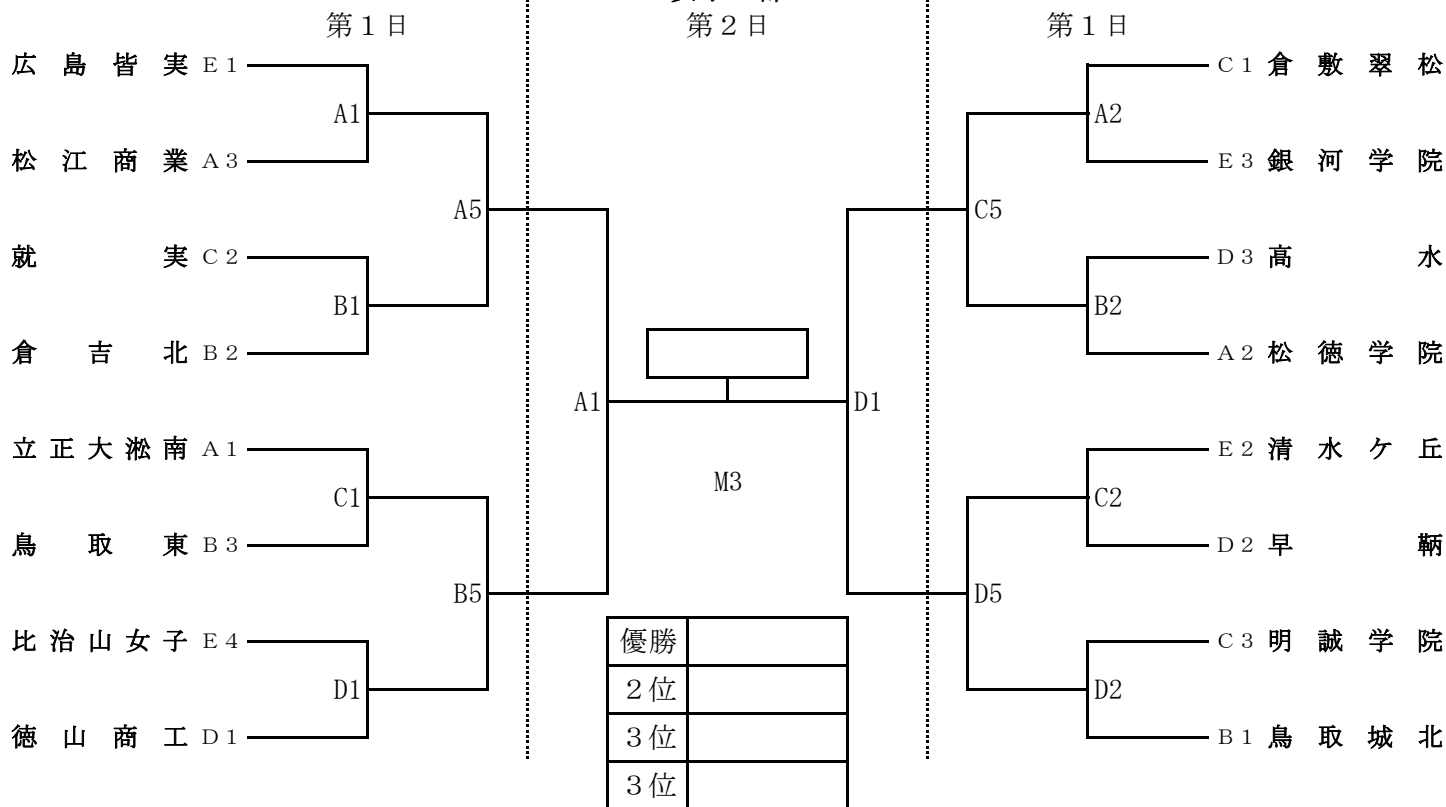 第１日 第２日 第１日
広島皆実 E1 C1 倉敷翠松
A1 A2
松江商業 A3 E3 銀河学院
A5 C5
就実 C2 D3 高水
B1 B2
倉吉北 B2 A2 松徳学院
A1 D1
立正大淞南 A1 E2 清水ケ丘
C1 M3 C2
鳥取東 B3 D2 早鞆
B5 D5
優勝
比治山女子 E4 C3 明誠学院
２位
D1 D2
３位
徳山商工 D1 B1 鳥取城北
３位